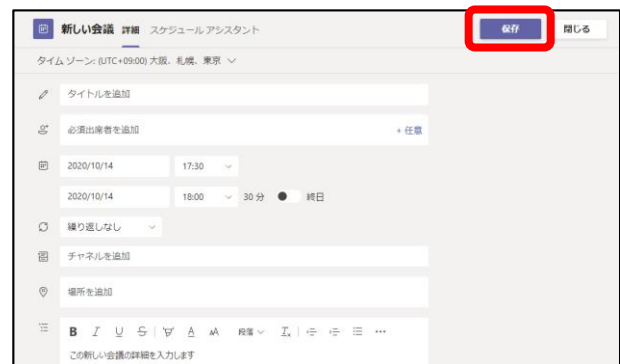 新しい会議 詳細 スケジュール アシスタント 保存 閉じる
タイム ゾーン: (UTC+09:00) 大阪、札幌、東京
タイトルを追加
必須出席者を追加 + 任意
2020/10/14 17:30
2020/10/14 18:00 30 分 終日
繰り返しなし
チャネルを追加
場所を追加
B I U S A AA 段落 Tx
この新しい会議の詳細を入力します